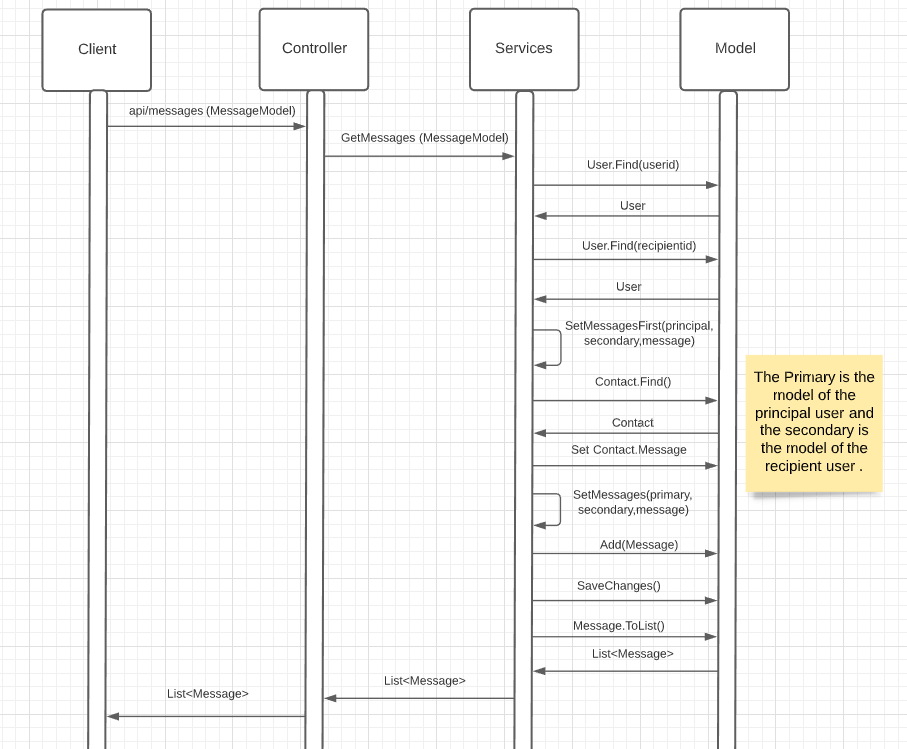 Client
Controller
Services
Model
api/messages (MessageModel)
GetMessages (MessageModel)
User.Find(userid)
User
User.Find(recipientid)
User
SetMessagesFirst(principal,
secondary,message)
Contact.Find()
Contact
Set Contact.Message
SetMessages(primary,
secondary,message)
Add(Message)
SaveChanges()
Message.ToList()
List<Message>
List<Message>
List<Message>
The Primary is the
model of the
principal user and
the secondary is
the model of the
recipient user .